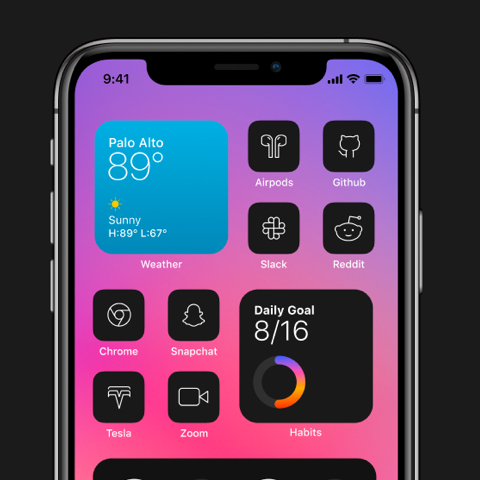 9:41
Palo Alto
89°
Sunny
H:89° L:67°
Weather
Airpods
Github
Slack
Reddit
Chrome
Snapchat
Daily Goal
8/16
Tesla
Zoom
Habits